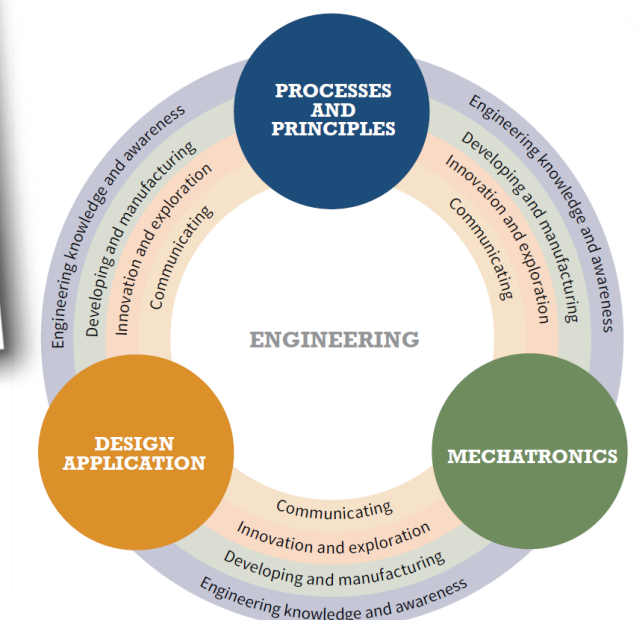 PROCESSES
AND
PRINCIPLES
Engineering knowledge and awareness
Developing and manufacturing
Innovation and exploration
Communicating
Engineering knowledge and awareness
Developing and manufacturing
Innovation and exploration
Communicating
ENGINEERING
DESIGN
APPLICATION
MECHATRONICS
Communicating
Innovation and exploration
Developing and manufacturing
Engineering knowledge and awareness